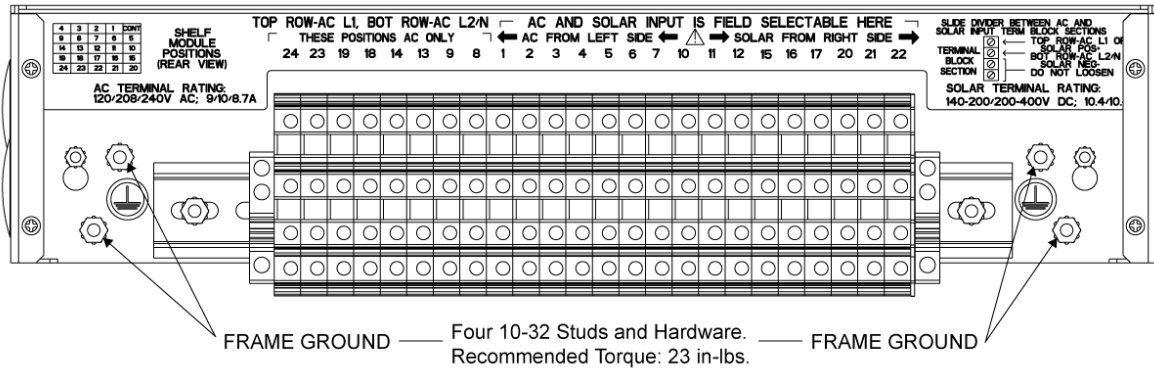 4 3 2 1 CONT
9 8 7 6 5
14 13 12 11 10
19 18 17 16 15
24 23 22 21 20
SHELF
MODULE
POSITIONS
(REAR VIEW)
AC TERMINAL RATING:
120/208/240V AC; 9/10/8.7A
TOP ROW-AC L1, BOT ROW-AC L2/N
THESE POSITIONS AC ONLY
AC AND SOLAR INPUT IS FIELD SELECTABLE HERE
AC FROM LEFT SIDE
SOLAR FROM RIGHT SIDE
24 23 19 18 14 13 9 8 1 2 3 4 5 6 7 10 11 12 15 16 17 20 21 22
SLIDE DIVIDER BETWEEN AC AND
SOLAR INPUT TERM BLOCK SECTIONS
TERMINAL
BLOCK
SECTION
TOP ROW-AC L1
SOLAR POS-
BOT ROW-AC L2/N
SOLAR NEG-
DO NOT LOOSEN
SOLAR TERMINAL RATING:
140-200/200-400V DC; 10.4/10.
FRAME GROUND
Four 10-32 Studs and Hardware.
Recommended Torque: 23 in-lbs.
FRAME GROUND